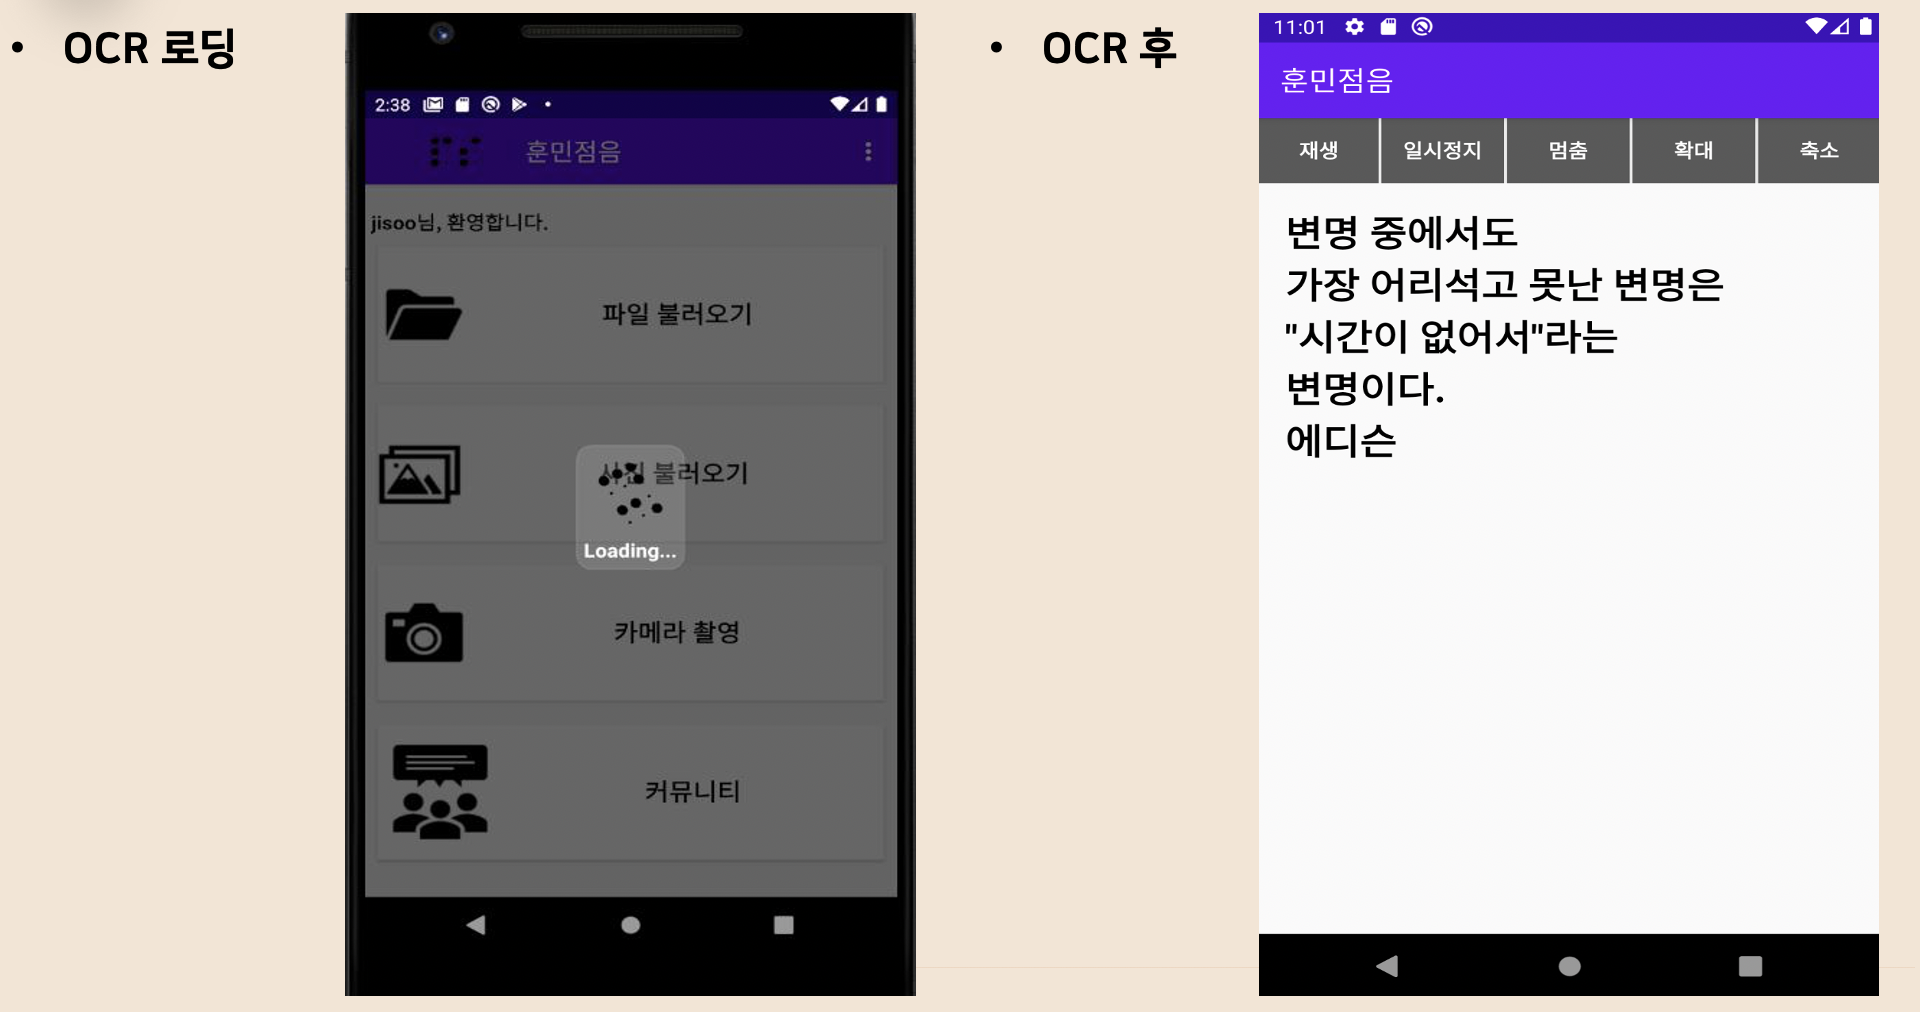 • OCR 로딩
2:38
훈민점음
jisoo님, 환영합니다.
파일 불러오기
사진 불러오기
Loading...
카메라 촬영
커뮤니티
• OCR 후
11:01
훈민점음
재생 일시정지 멈춤 확대 축소
변명 중에서도
가장 어리석고 못난 변명은
"시간이 없어서"라는
변명이다.
에디슨